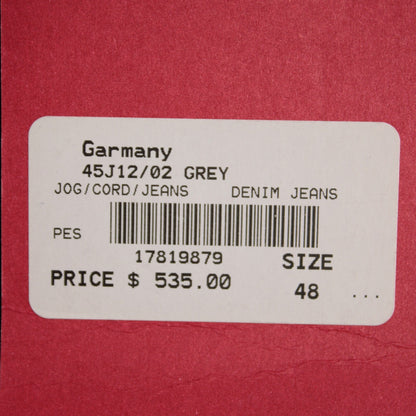 Garmany
45J12/02 GREY
JOG/CORD/JEANS DENIM JEANS
PES
17819879 SIZE
PRICE $ 535.00 48 ...